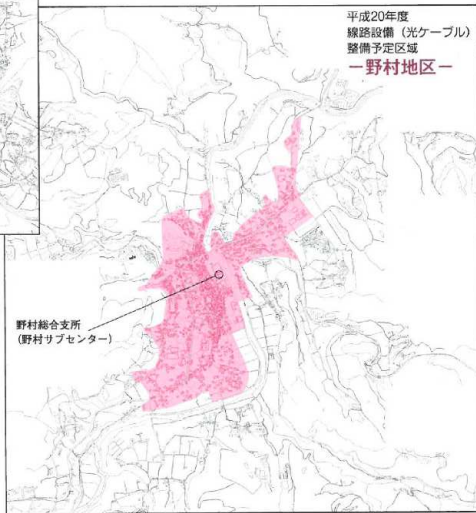 平成20年度
線路設備（光ケーブル）
整備予定区域
ー野村地区ー
野村総合支所
（野村サブセンター）